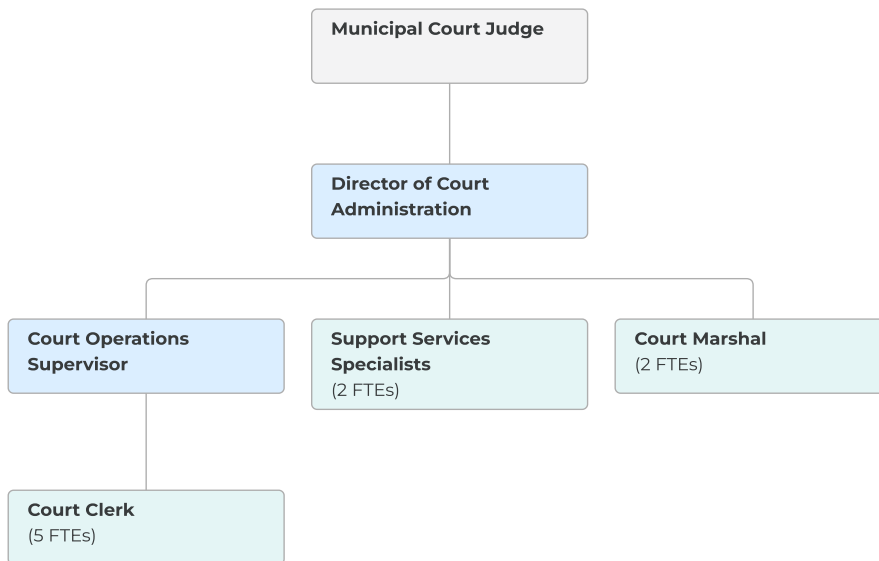 Municipal Court Judge
Director of Court
Administration
Court Operations
Supervisor
Support Services
Specialists
(2 FTEs)
Court Marshal
(2 FTEs)
Court Clerk
(5 FTEs)